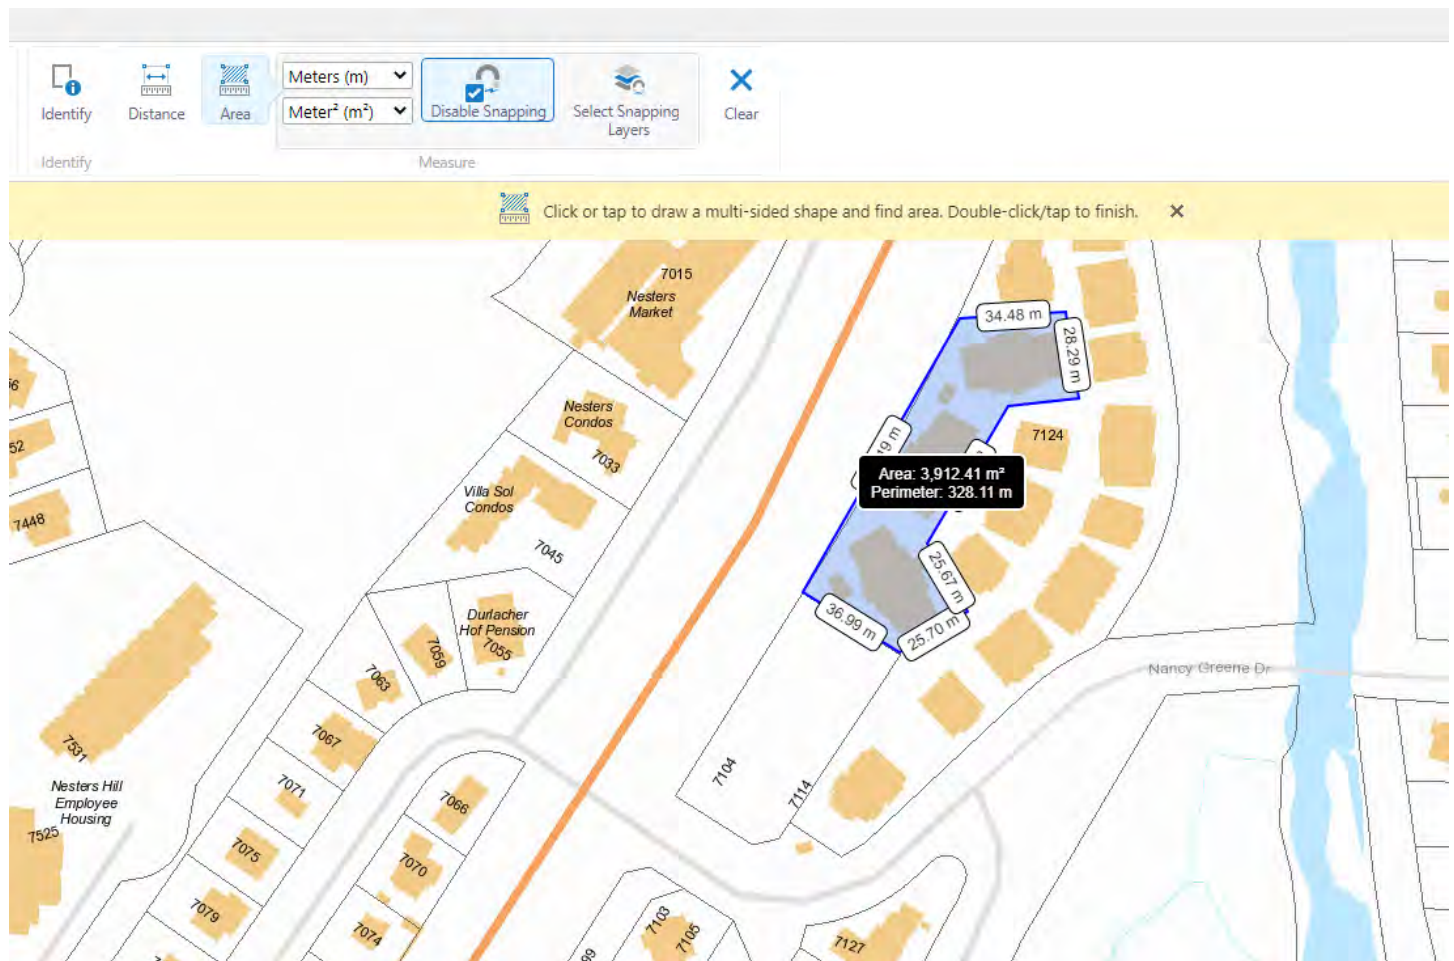 Meters (m)
Meter² (m²)
Identify
Distance
Area
Disable Snapping
Select Snapping
Layers
Clear
Identify
Measure
Click or tap to draw a multi-sided shape and find area. Double-click/tap to finish.
7015
Nesters
Market
34.48 m
28.29 m
Nesters
Condos
7033
7124
19 m
Area: 3,912.41 m²
Perimeter: 328.11 m
Villa Sol
Condos
7045
52
7448
25.67 m
36.99 m
25.70 m
Durlacher
Hof Pension
7055
7059
7063
Nancy Greene Dr
7067
7531
7071
7104
7114
Nesters Hill
Employee
Housing
7525
7066
7075
7070
7079
7074
7103
7105
99
7127